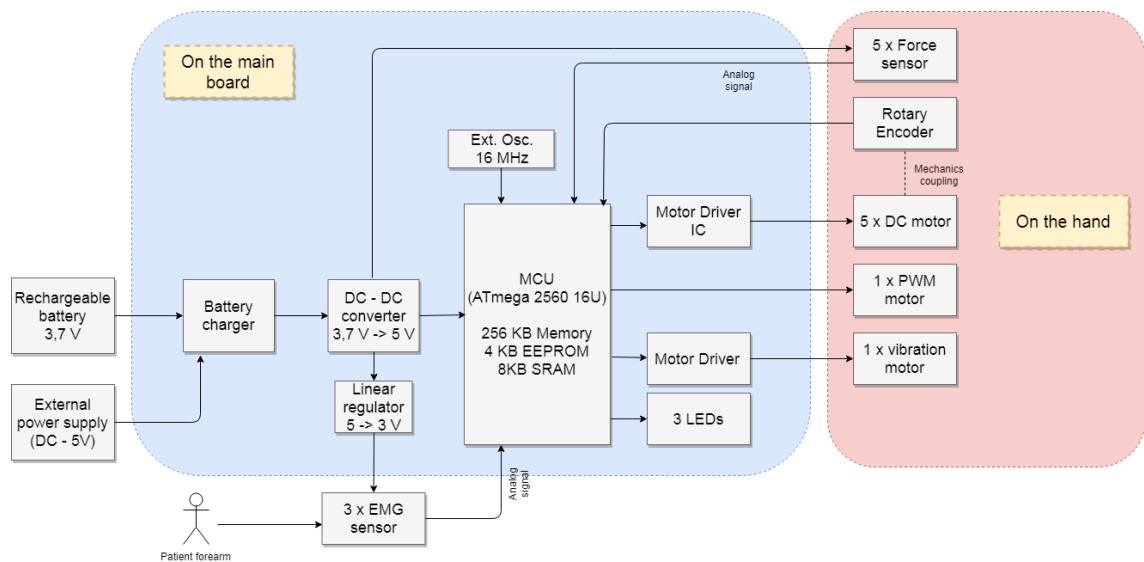 On the main
board
5 x Force
sensor
Analog
signal
Rotary
Encoder
Ext. Osc.
16 MHz
Mechanics
coupling
Motor Driver
IC
5 x DC motor
On the hand
MCU
(ATmega 2560 16U)
256 KB Memory
4 KB EEPROM
8KB SRAM
Rechargeable
battery
3,7 V
Battery
charger
DC - DC
converter
3,7 V -> 5 V
1 x PWM
motor
Motor Driver
1 x vibration
motor
External
power supply
(DC - 5V)
Linear
regulator
5 -> 3 V
3 LEDs
Analog
signal
3 x EMG
sensor
Patient forearm